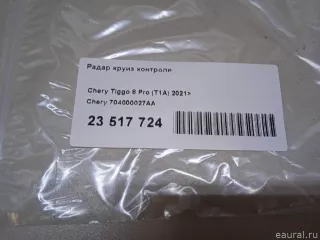 Радар круиз контроля
Chery Tiggo 8 Pro (T1A) 2021>
Chery 704000027AA
23 517 724
eaural.ru